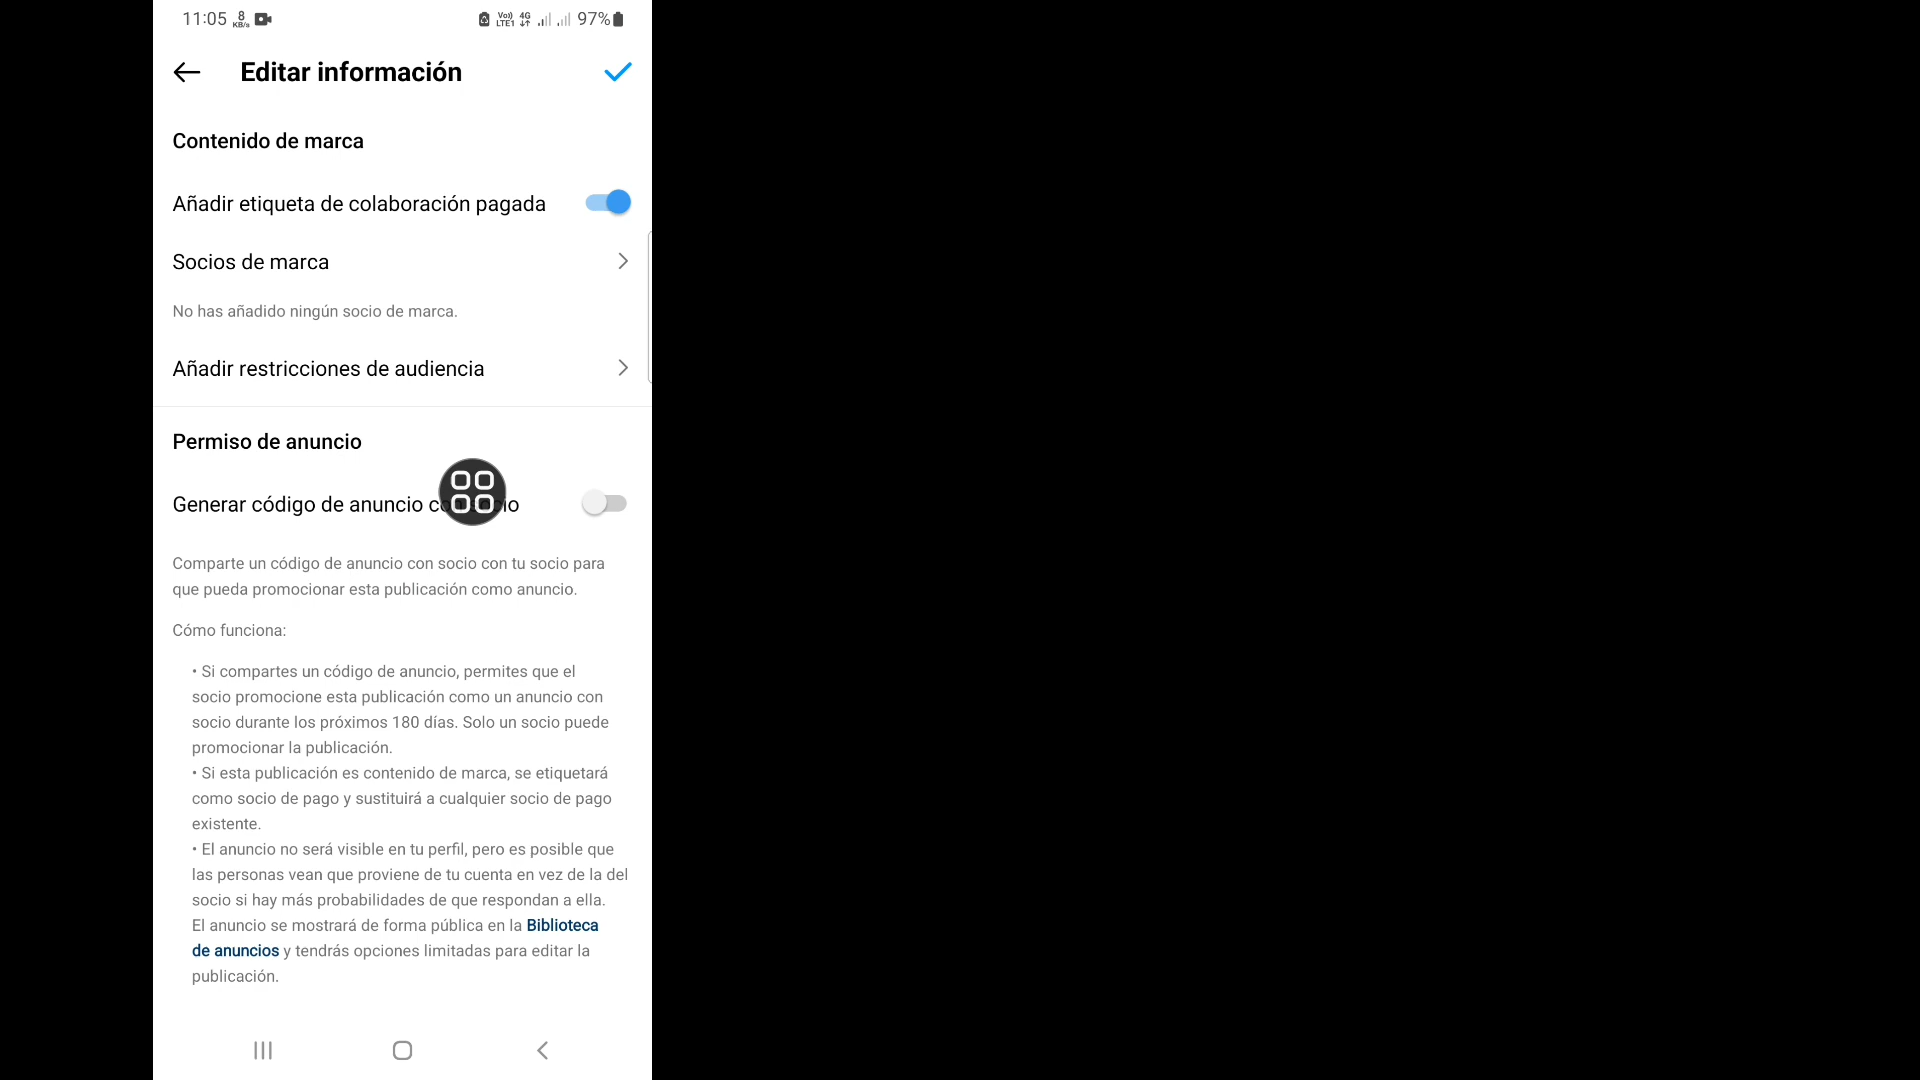 11:05 8 KB/s Vo)) LTE1 4G 97%
Editar información
Contenido de marca
Añadir etiqueta de colaboración pagada
Socios de marca
No has añadido ningún socio de marca.
Añadir restricciones de audiencia
Permiso de anuncio
Generar código de anuncio
Comparte un código de anuncio con socio con tu socio para
que pueda promocionar esta publicación como anuncio.
Cómo funciona:
• Si compartes un código de anuncio, permites que el
socio promocione esta publicación como un anuncio con
socio durante los próximos 180 días. Solo un socio puede
promocionar la publicación.
• Si esta publicación es contenido de marca, se etiquetará
como socio de pago y sustituirá a cualquier socio de pago
existente.
• El anuncio no será visible en tu perfil, pero es posible que
las personas vean que proviene de tu cuenta en vez de la del
socio si hay más probabilidades de que respondan a ella.
El anuncio se mostrará de forma pública en la Biblioteca
de anuncios y tendrás opciones limitadas para editar la
publicación.